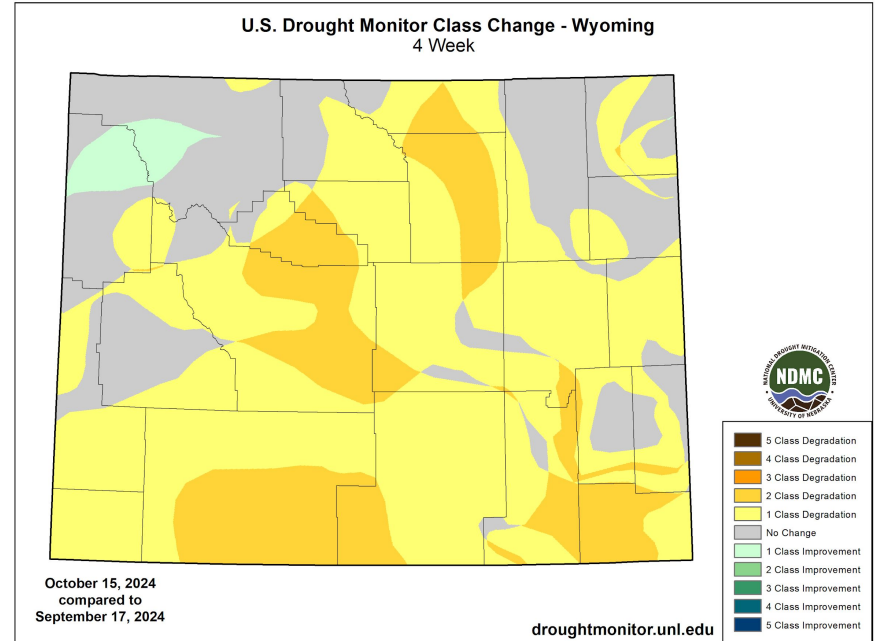 U.S. Drought Monitor Class Change - Wyoming
4 Week
NATIONAL DROUGHT MITIGATION CENTER
NDMC
UNIVERSITY OF NEBRASKA
5 Class Degradation
4 Class Degradation
3 Class Degradation
2 Class Degradation
1 Class Degradation
No Change
1 Class Improvement
2 Class Improvement
3 Class Improvement
4 Class Improvement
5 Class Improvement
October 15, 2024
compared to
September 17, 2024
droughtmonitor.unl.edu